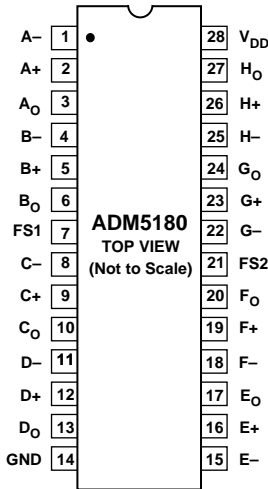 A– 1 28 VDD
A+ 2 27 HO
AO 3 26 H+
B– 4 25 H–
B+ 5 24 GO
BO 6 23 G+
FS1 7 ADM5180 22 G–
TOP VIEW
C– 8 (Not to Scale) 21 FS2
C+ 9 20 FO
CO 10 19 F+
D– 11 18 F–
D+ 12 17 EO
DO 13 16 E+
GND 14 15 E–